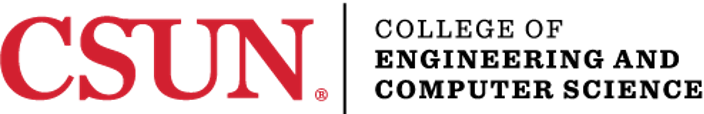 CSUN®
COLLEGE OF
ENGINEERING AND
COMPUTER SCIENCE